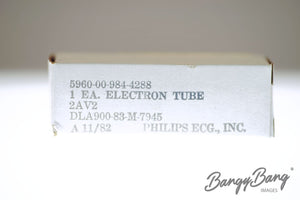 5960-00-984-4288
1 EA. ELECTRON TUBE
2AV2
DLA900-83-M-7945
A 11/82 PHILIPS ECG., INC.
BangyBang
IMAGES